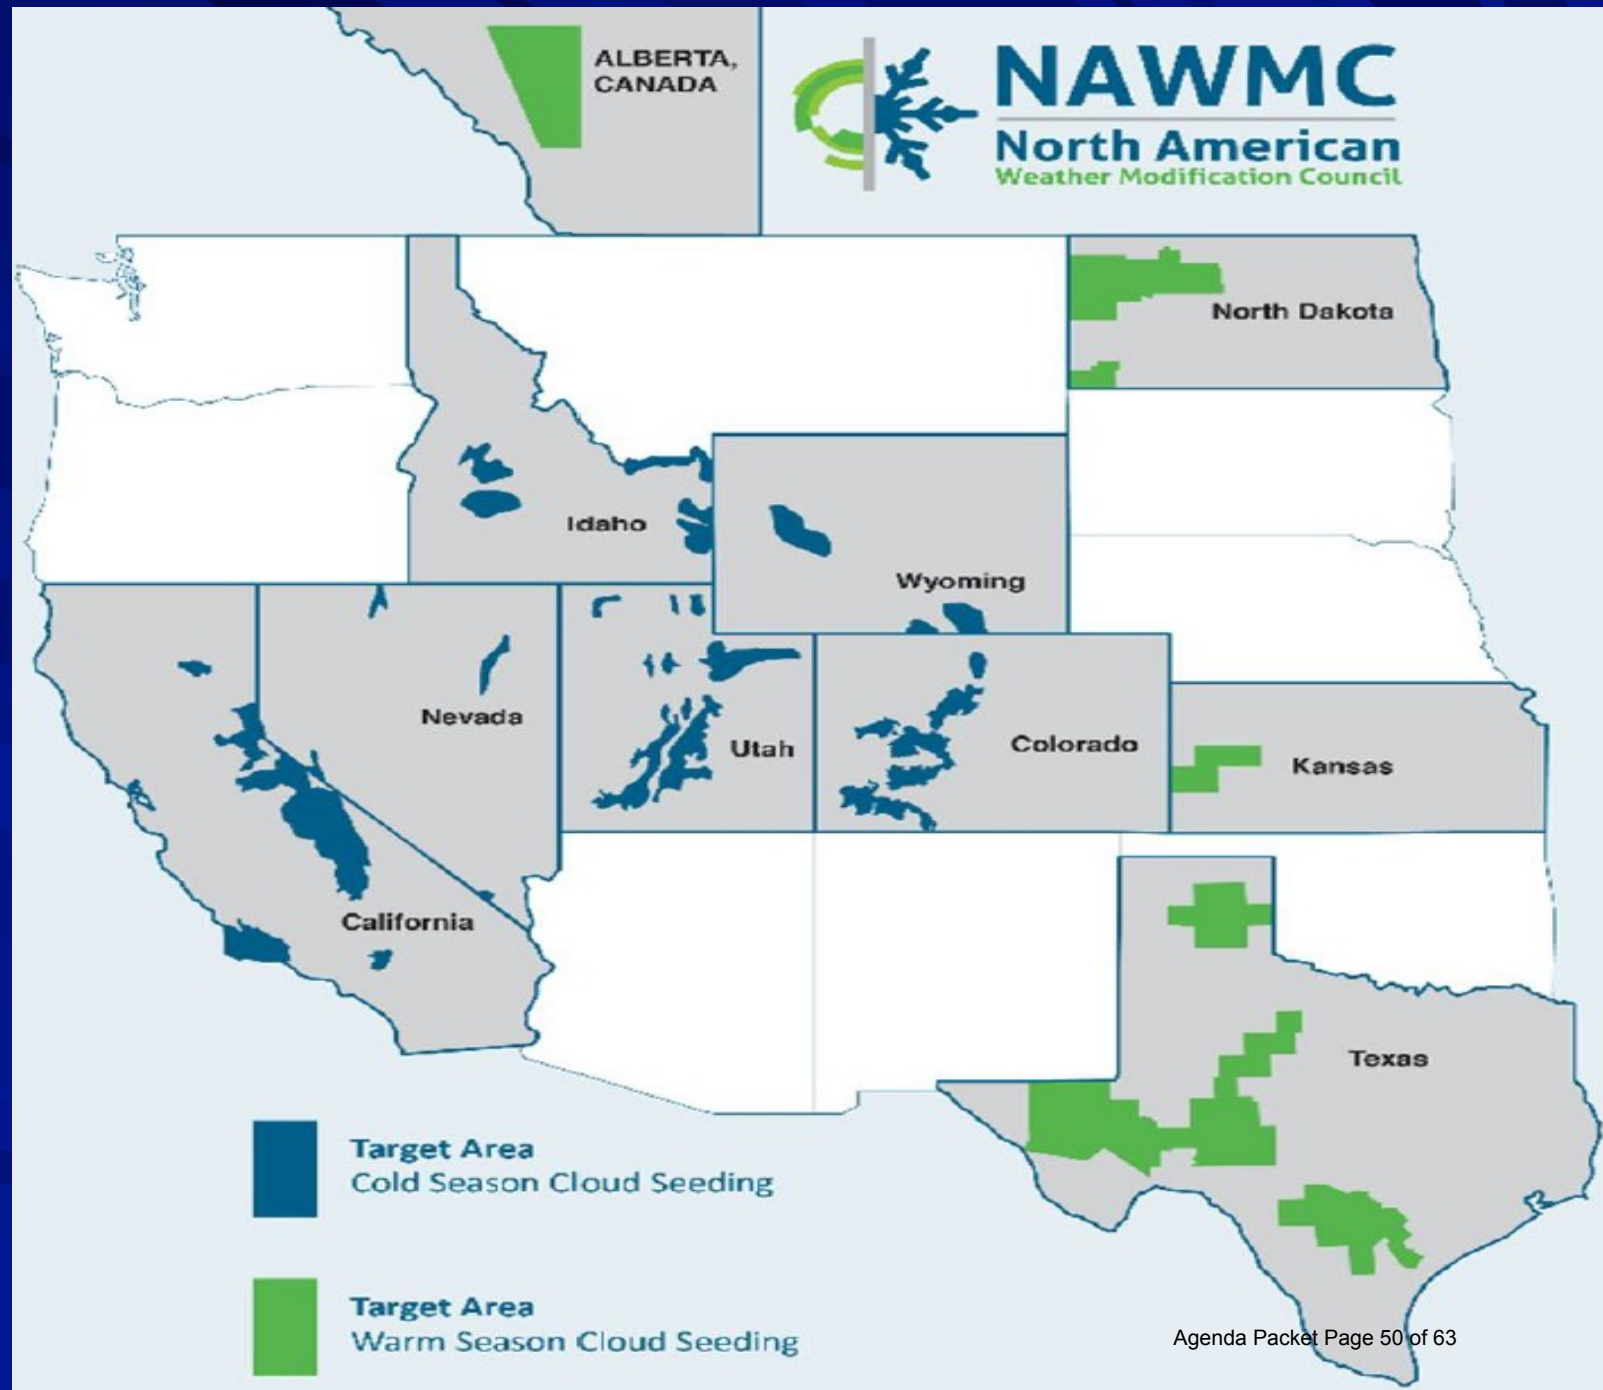 ALBERTA,
CANADA
NAWMC
North American
Weather Modification Council
North Dakota
Idaho
Wyoming
Nevada
Utah
Colorado
Kansas
California
Texas
Target Area
Cold Season Cloud Seeding
Target Area
Warm Season Cloud Seeding
Agenda Packet Page 50 of 63